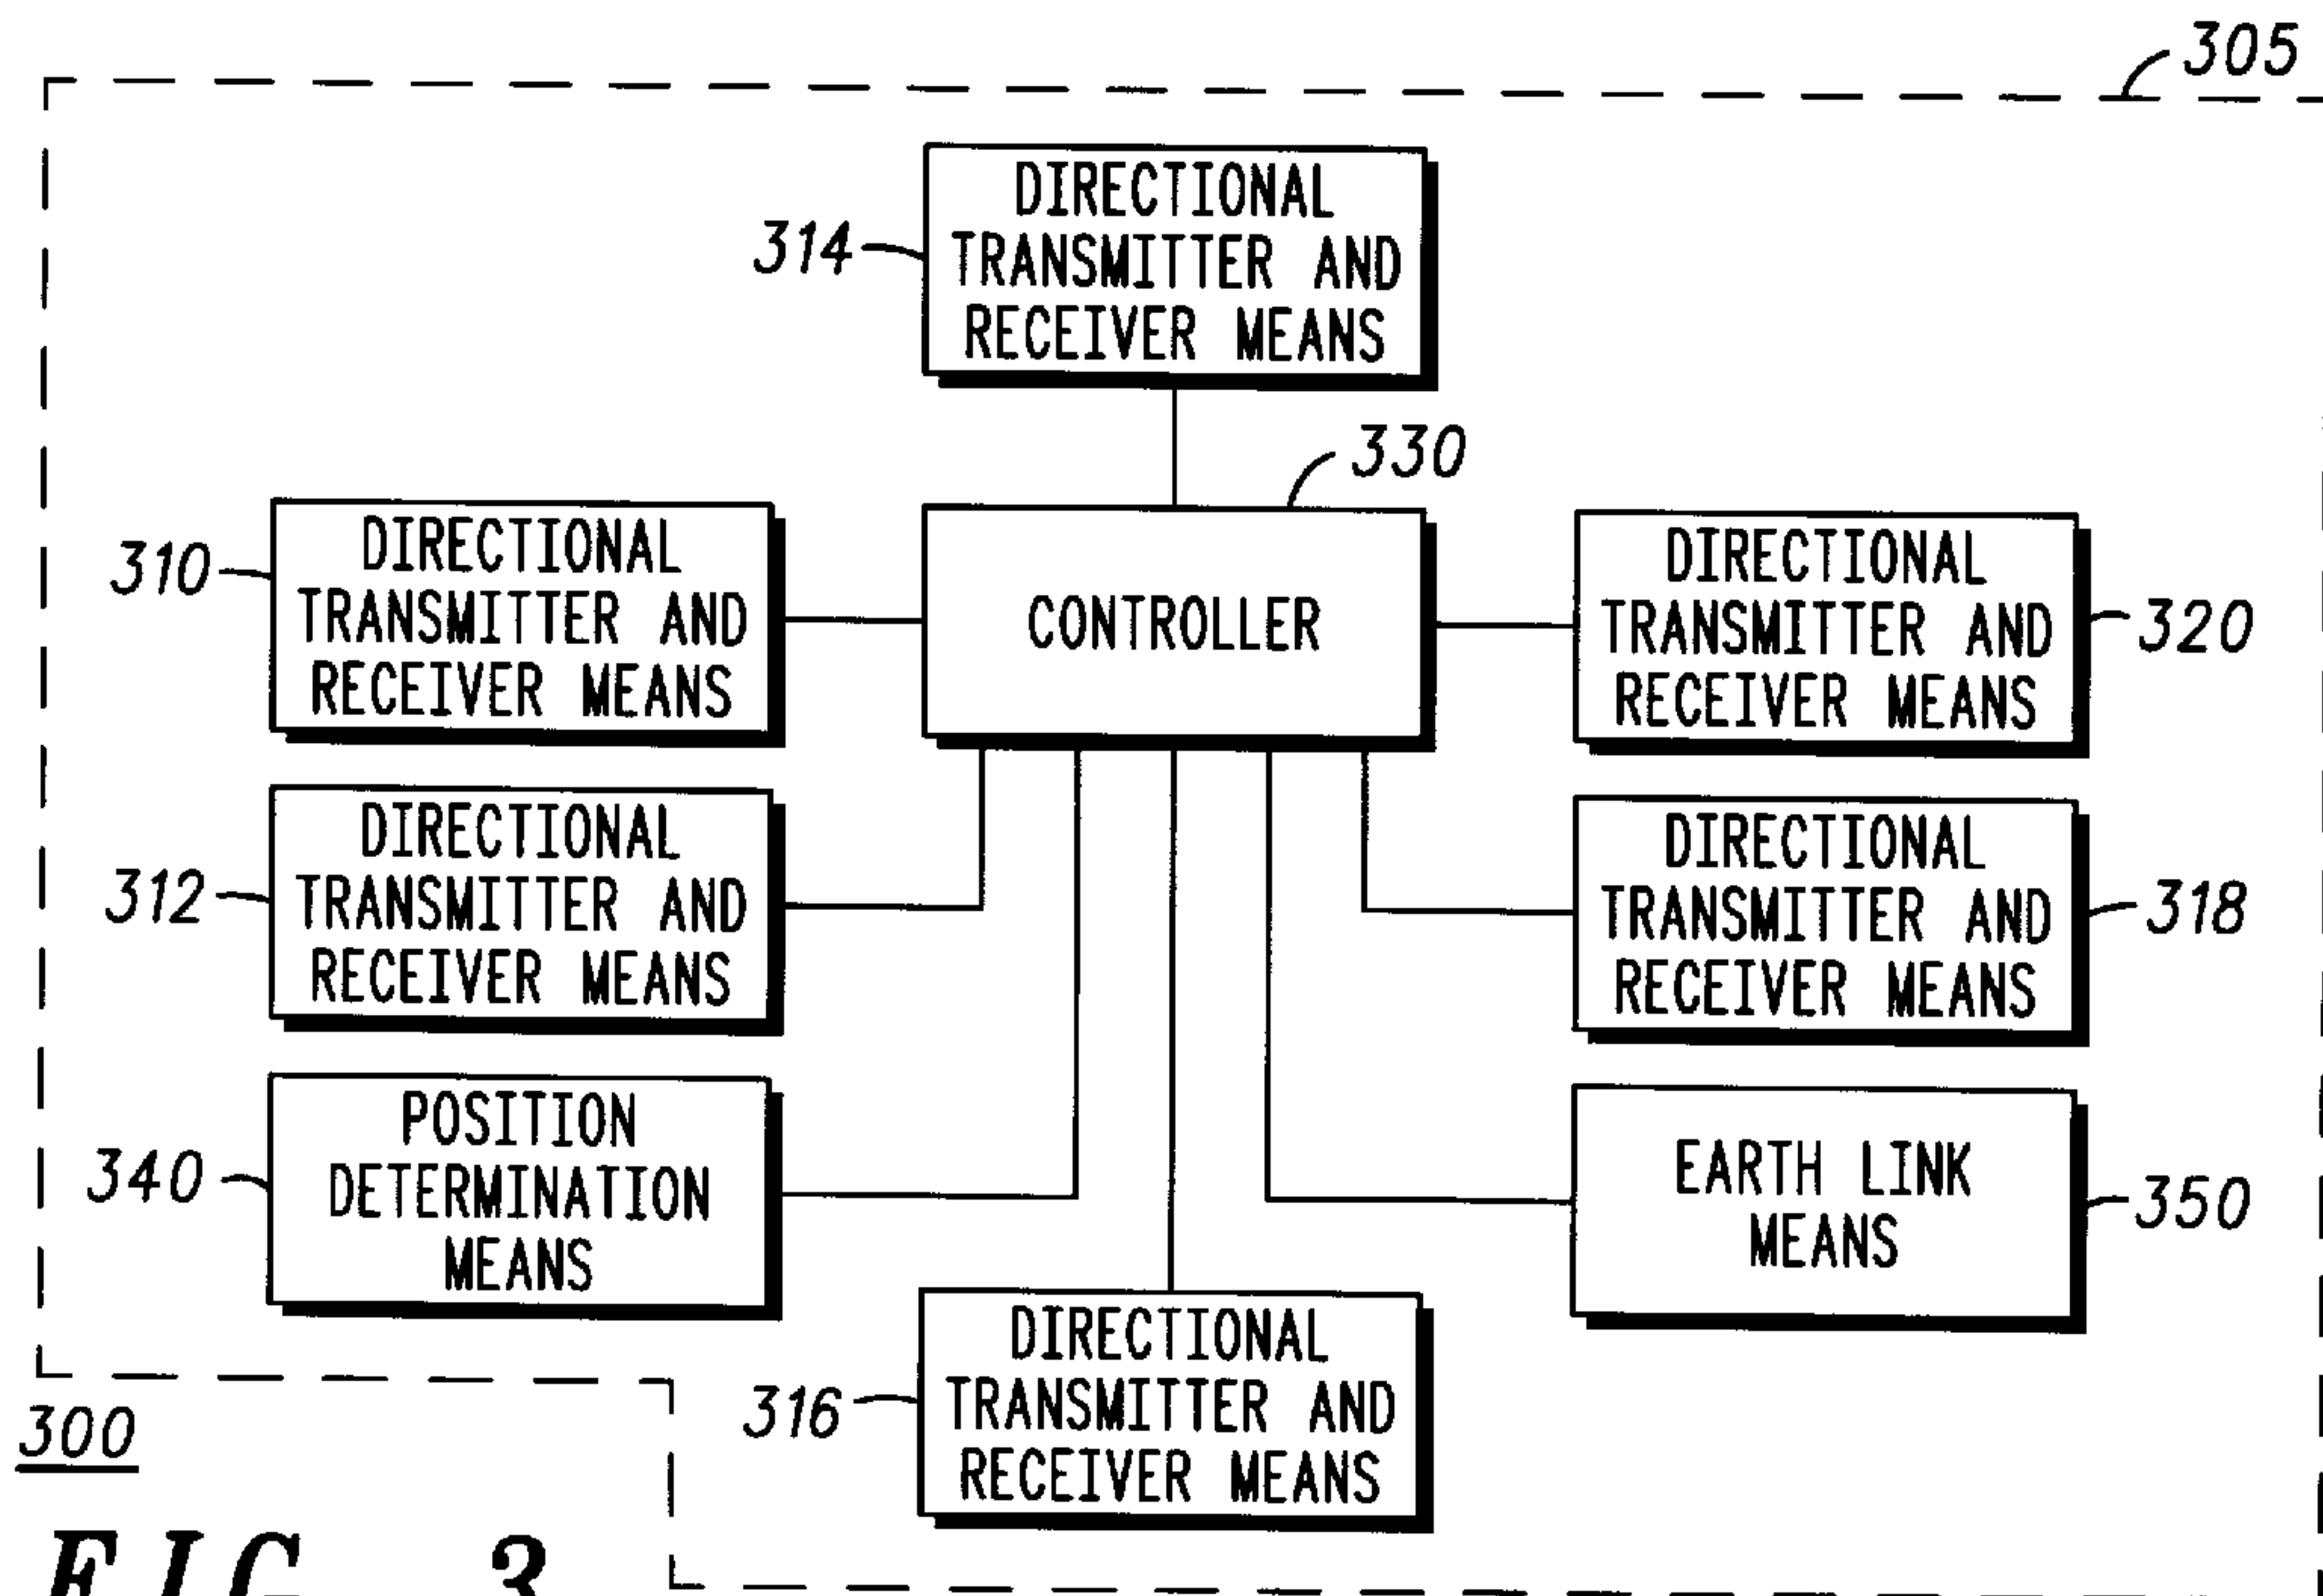 305
DIRECTIONAL
TRANSMITTER AND
RECEIVER MEANS
314
330
DIRECTIONAL
TRANSMITTER AND
RECEIVER MEANS
310
CONTROLLER
DIRECTIONAL
TRANSMITTER AND
RECEIVER MEANS
320
DIRECTIONAL
TRANSMITTER AND
RECEIVER MEANS
312
DIRECTIONAL
TRANSMITTER AND
RECEIVER MEANS
318
POSITION
DETERMINATION
MEANS
340
EARTH LINK
MEANS
350
DIRECTIONAL
TRANSMITTER AND
RECEIVER MEANS
316
300
FIG. 3